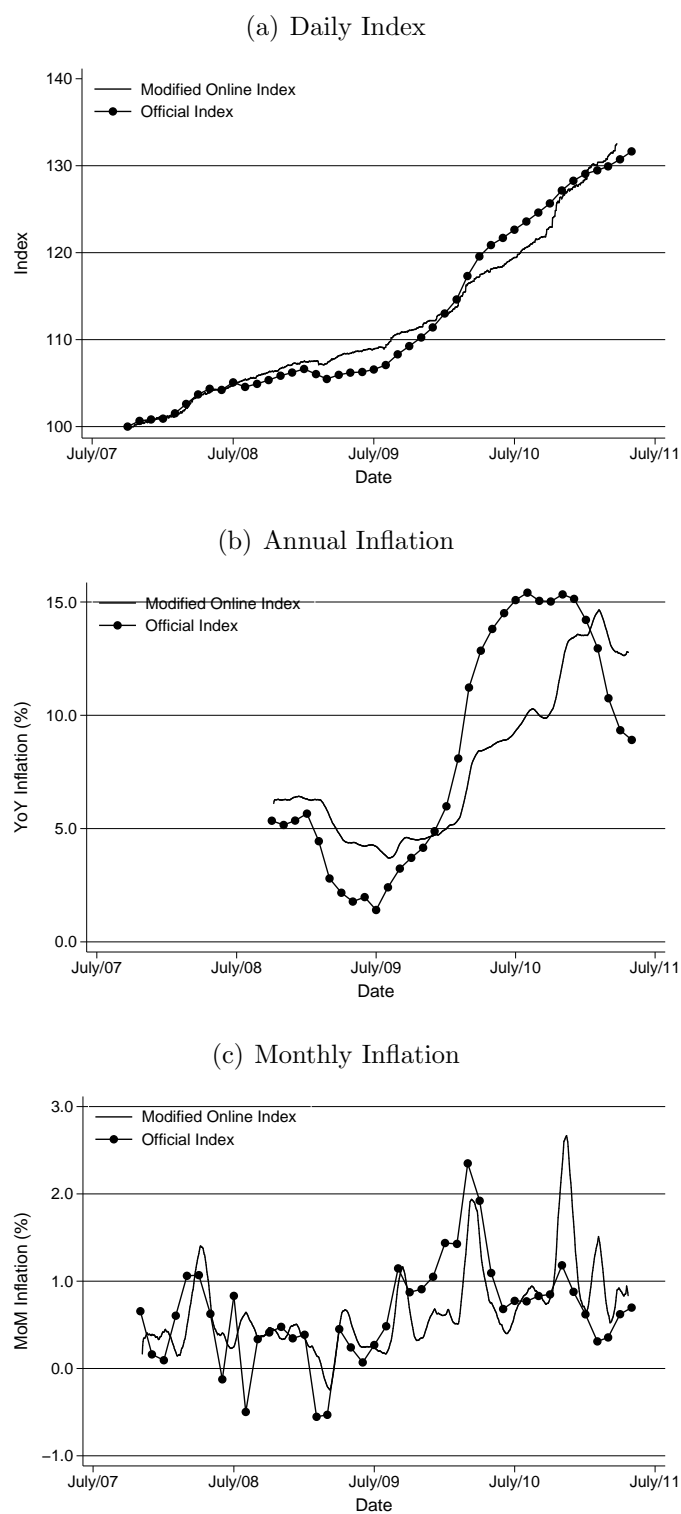 (a) Daily Index
140
130
120
110
100
Index
Modified Online Index
Official Index
July/07 July/08 July/09 July/10 July/11
Date
(b) Annual Inflation
15.0
10.0
5.0
0.0
YoY Inflation (%)
Modified Online Index
Official Index
July/07 July/08 July/09 July/10 July/11
Date
(c) Monthly Inflation
3.0
2.0
1.0
0.0
−1.0
MoM Inflation (%)
Modified Online Index
Official Index
July/07 July/08 July/09 July/10 July/11
Date